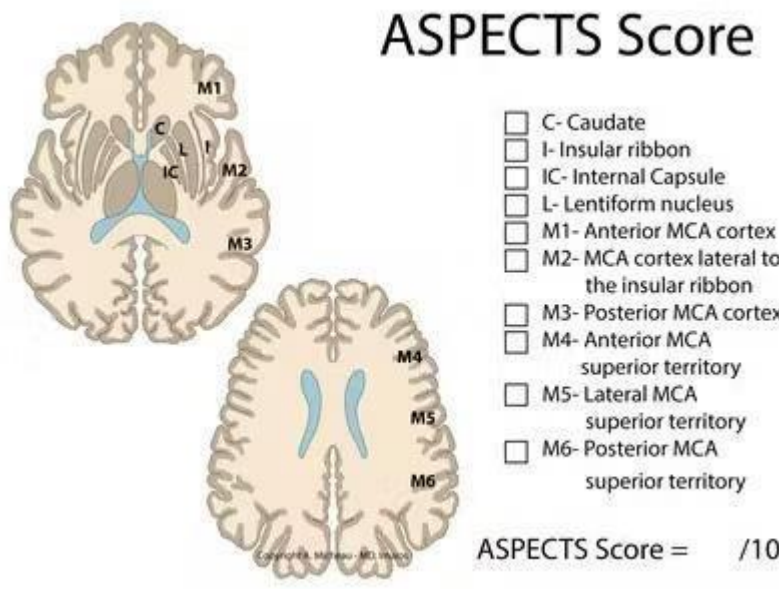 ASPECTS Score
M1
C
L
I
IC
M2
M3
M4
M5
M6
C- Caudate
I- Insular ribbon
IC- Internal Capsule
L- Lentiform nucleus
M1- Anterior MCA cortex
M2- MCA cortex lateral to
the insular ribbon
M3- Posterior MCA cortex
M4- Anterior MCA
superior territory
M5- Lateral MCA
superior territory
M6- Posterior MCA
superior territory
Copyright A. - MD
ASPECTS Score = /10